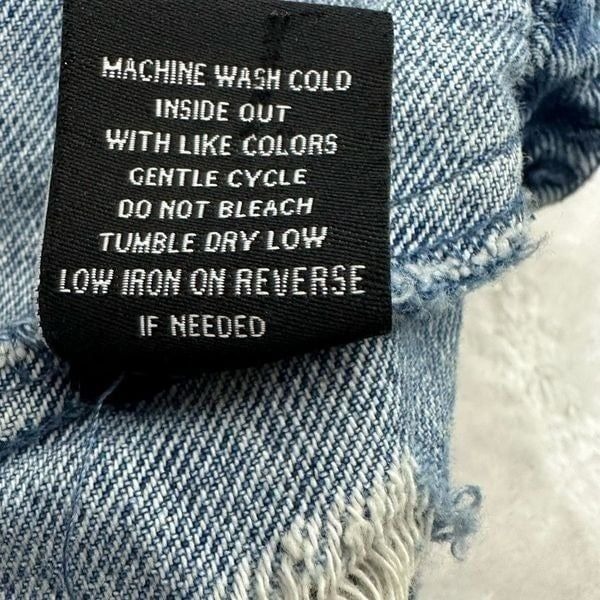 MACHINE WASH COLD
INSIDE OUT
WITH LIKE COLORS
GENTLE CYCLE
DO NOT BLEACH
TUMBLE DRY LOW
LOW IRON ON REVERSE
IF NEEDED